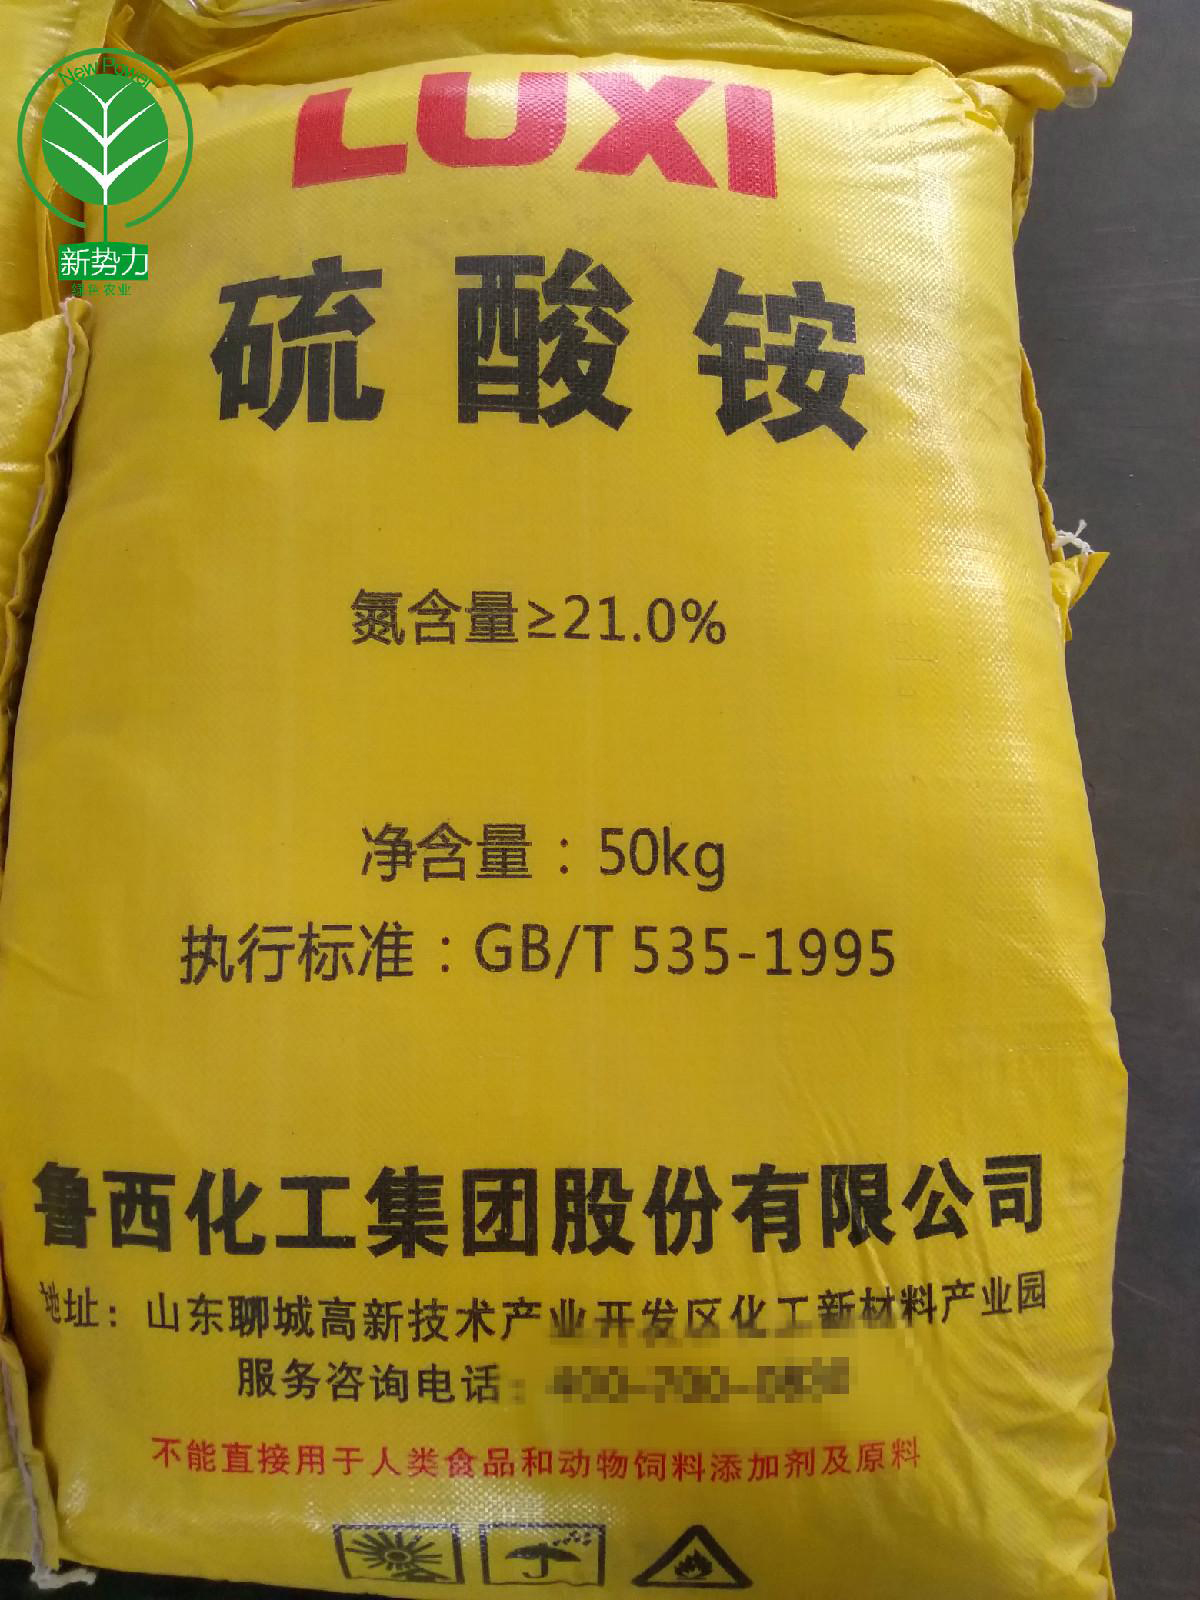 New Power
新势力
绿色农业
LUXI
硫酸铵
氮含量≥21.0%
净含量：50kg
执行标准：GB/T 535-1995
鲁西化工集团股份有限公司
地址：山东聊城高新技术产业开发区化工新材料产业园
服务咨询电话：
不能直接用于人类食品和动物饲料添加剂及原料